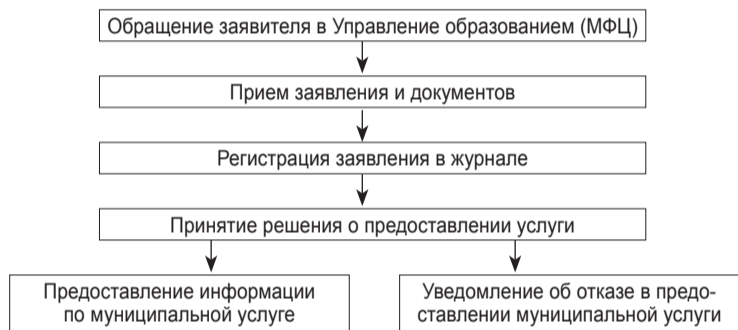 Обращение заявителя в Управление образованием (МФЦ)
Прием заявления и документов
Регистрация заявления в журнале
Принятие решения о предоставлении услуги
Предоставление информации
по муниципальной услуге
Уведомление об отказе в предо-
ставлении муниципальной услуги